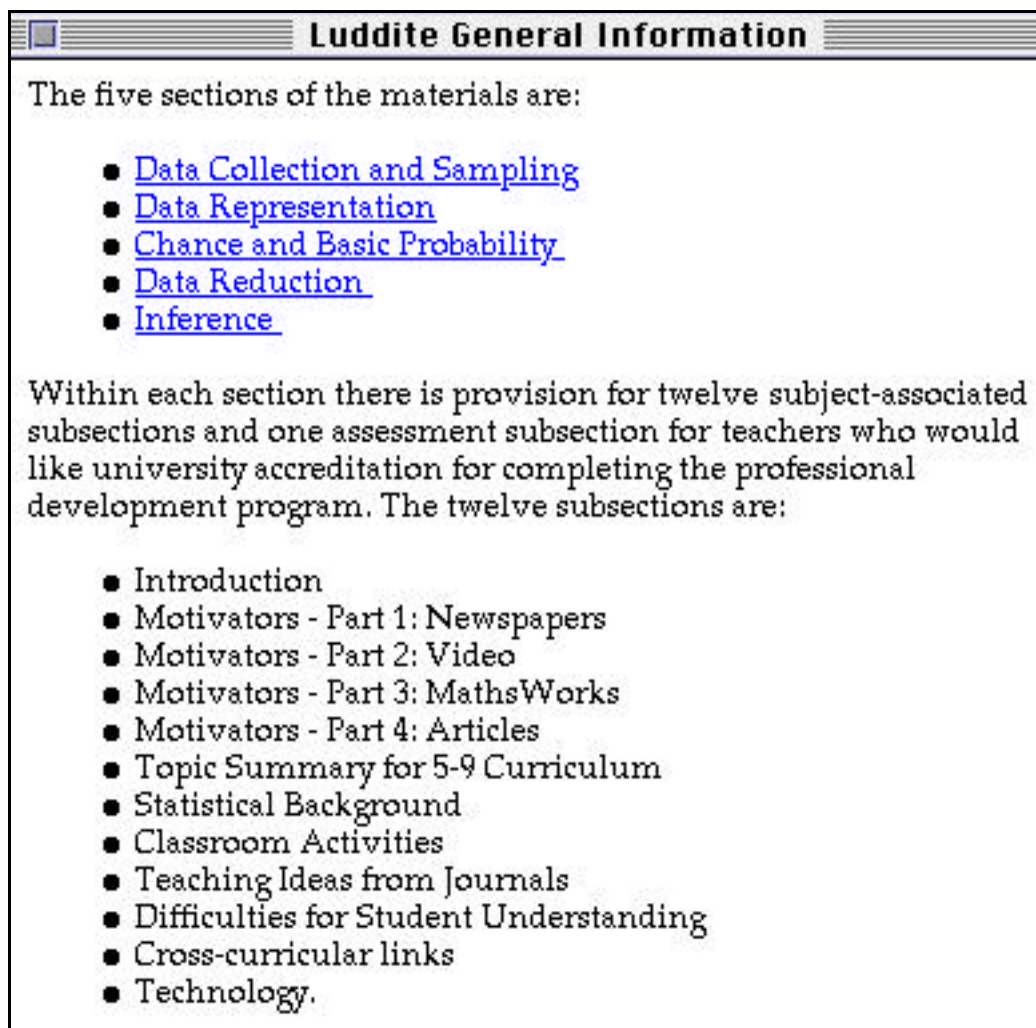 Luddite General Information
The five sections of the materials are:
● Data Collection and Sampling
● Data Representation
● Chance and Basic Probability
● Data Reduction
● Inference
Within each section there is provision for twelve subject-associated
subsections and one assessment subsection for teachers who would
like university accreditation for completing the professional
development program. The twelve subsections are:
● Introduction
● Motivators - Part 1: Newspapers
● Motivators - Part 2: Video
● Motivators - Part 3: MathsWorks
● Motivators - Part 4: Articles
● Topic Summary for 5-9 Curriculum
● Statistical Background
● Classroom Activities
● Teaching Ideas from Journals
● Difficulties for Student Understanding
● Cross-curricular links
● Technology.